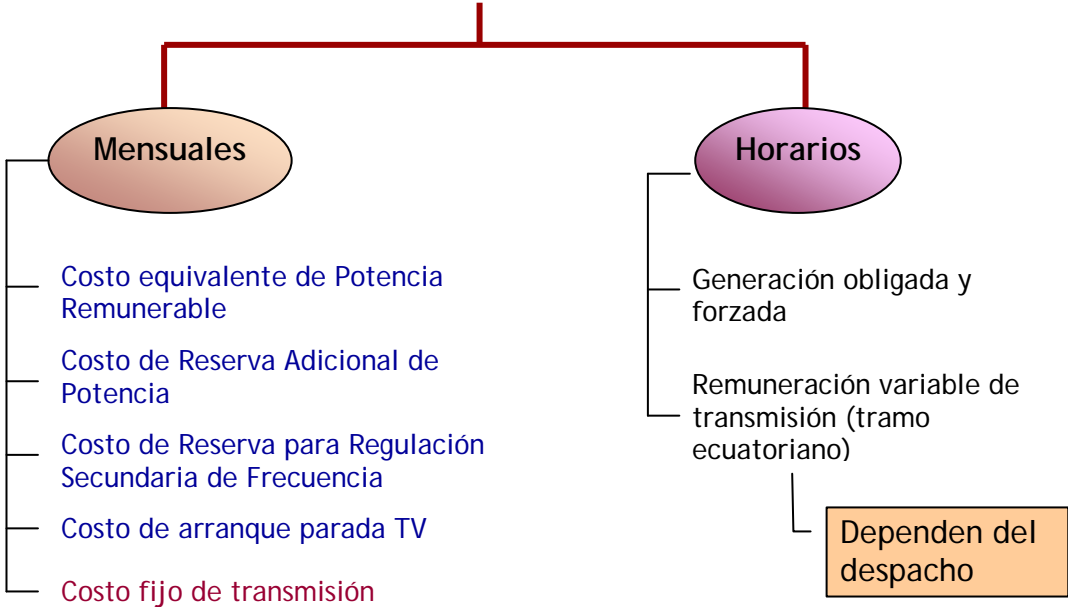 Mensuales
Costo equivalente de Potencia
Remunerable
Costo de Reserva Adicional de
Potencia
Costo de Reserva para Regulación
Secundaria de Frecuencia
Costo de arranque parada TV
Costo fijo de transmisión
Horarios
Generación obligada y
forzada
Remuneración variable de
transmisión (tramo
ecuatoriano)
Dependen del
despacho